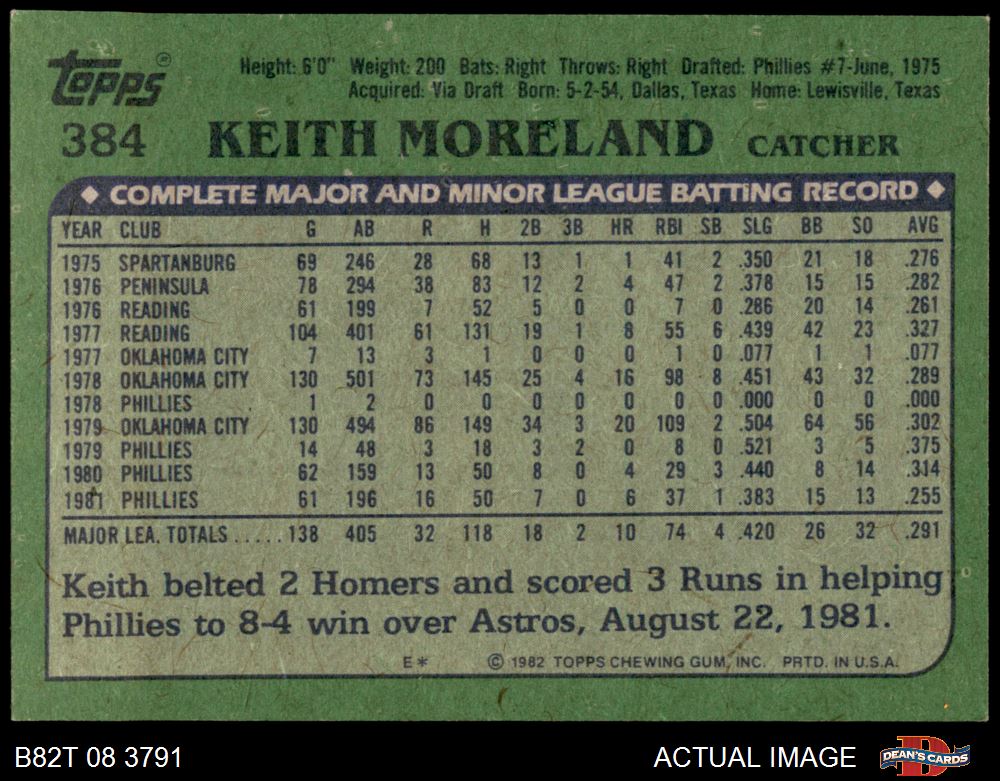 Topps®
Height: 6'0" Weight: 200 Bats: Right Throws: Right Drafted: Phillies #7-June, 1975
Acquired: Via Draft Born: 5-2-54, Dallas, Texas Home: Lewisville, Texas
384 KEITH MORELAND CATCHER
◆ COMPLETE MAJOR AND MINOR LEAGUE BATTING RECORD ◆
YEAR CLUB G AB R H 2B 3B HR RBI SB SLG BB SO AVG
1975 SPARTANBURG 69 246 28 68 13 1 1 41 2 .350 21 18 .276
1976 PENINSULA 78 294 38 83 12 2 4 47 2 .378 15 15 .282
1976 READING 61 199 7 52 5 0 0 7 0 .286 20 14 .261
1977 READING 104 401 61 131 19 1 8 55 6 .439 42 23 .327
1977 OKLAHOMA CITY 7 13 3 1 0 0 0 1 0 .077 1 1 .077
1978 OKLAHOMA CITY 130 501 73 145 25 4 16 98 8 .451 43 32 .289
1978 PHILLIES 1 2 0 0 0 0 0 0 0 .000 0 0 .000
1979 OKLAHOMA CITY 130 494 86 149 34 3 20 109 2 .504 64 56 .302
1979 PHILLIES 14 48 3 18 3 2 0 8 0 .521 3 5 .375
1980 PHILLIES 62 159 13 50 8 0 4 29 3 .440 8 14 .314
1981 PHILLIES 61 196 16 50 7 0 6 37 1 .383 15 13 .255
MAJOR LEA. TOTALS ..... 138 405 32 118 18 2 10 74 4 .420 26 32 .291
Keith belted 2 Homers and scored 3 Runs in helping
Phillies to 8-4 win over Astros, August 22, 1981.
E* © 1982 TOPPS CHEWING GUM, INC. PRTD. IN U.S.A.
B82T 08 3791 ACTUAL IMAGE DEAN'S CARDS